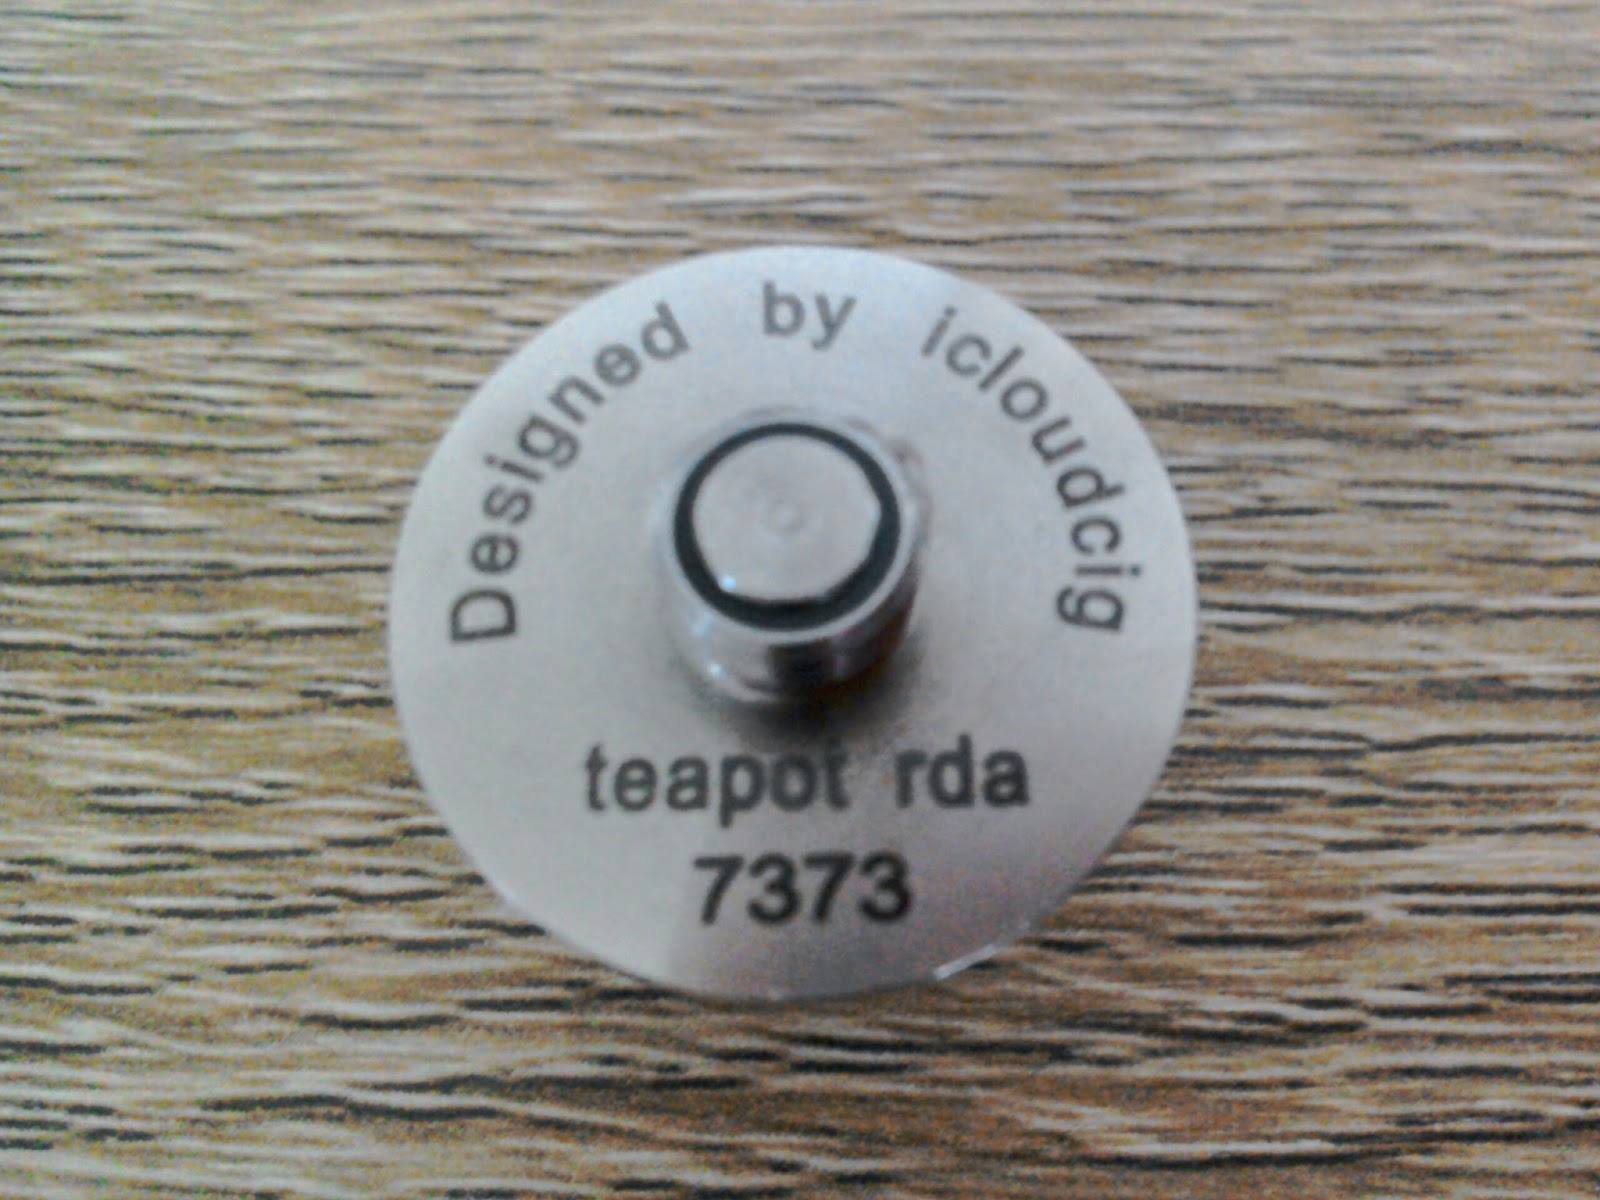 Designed by icloudcig
teapot rda
7373